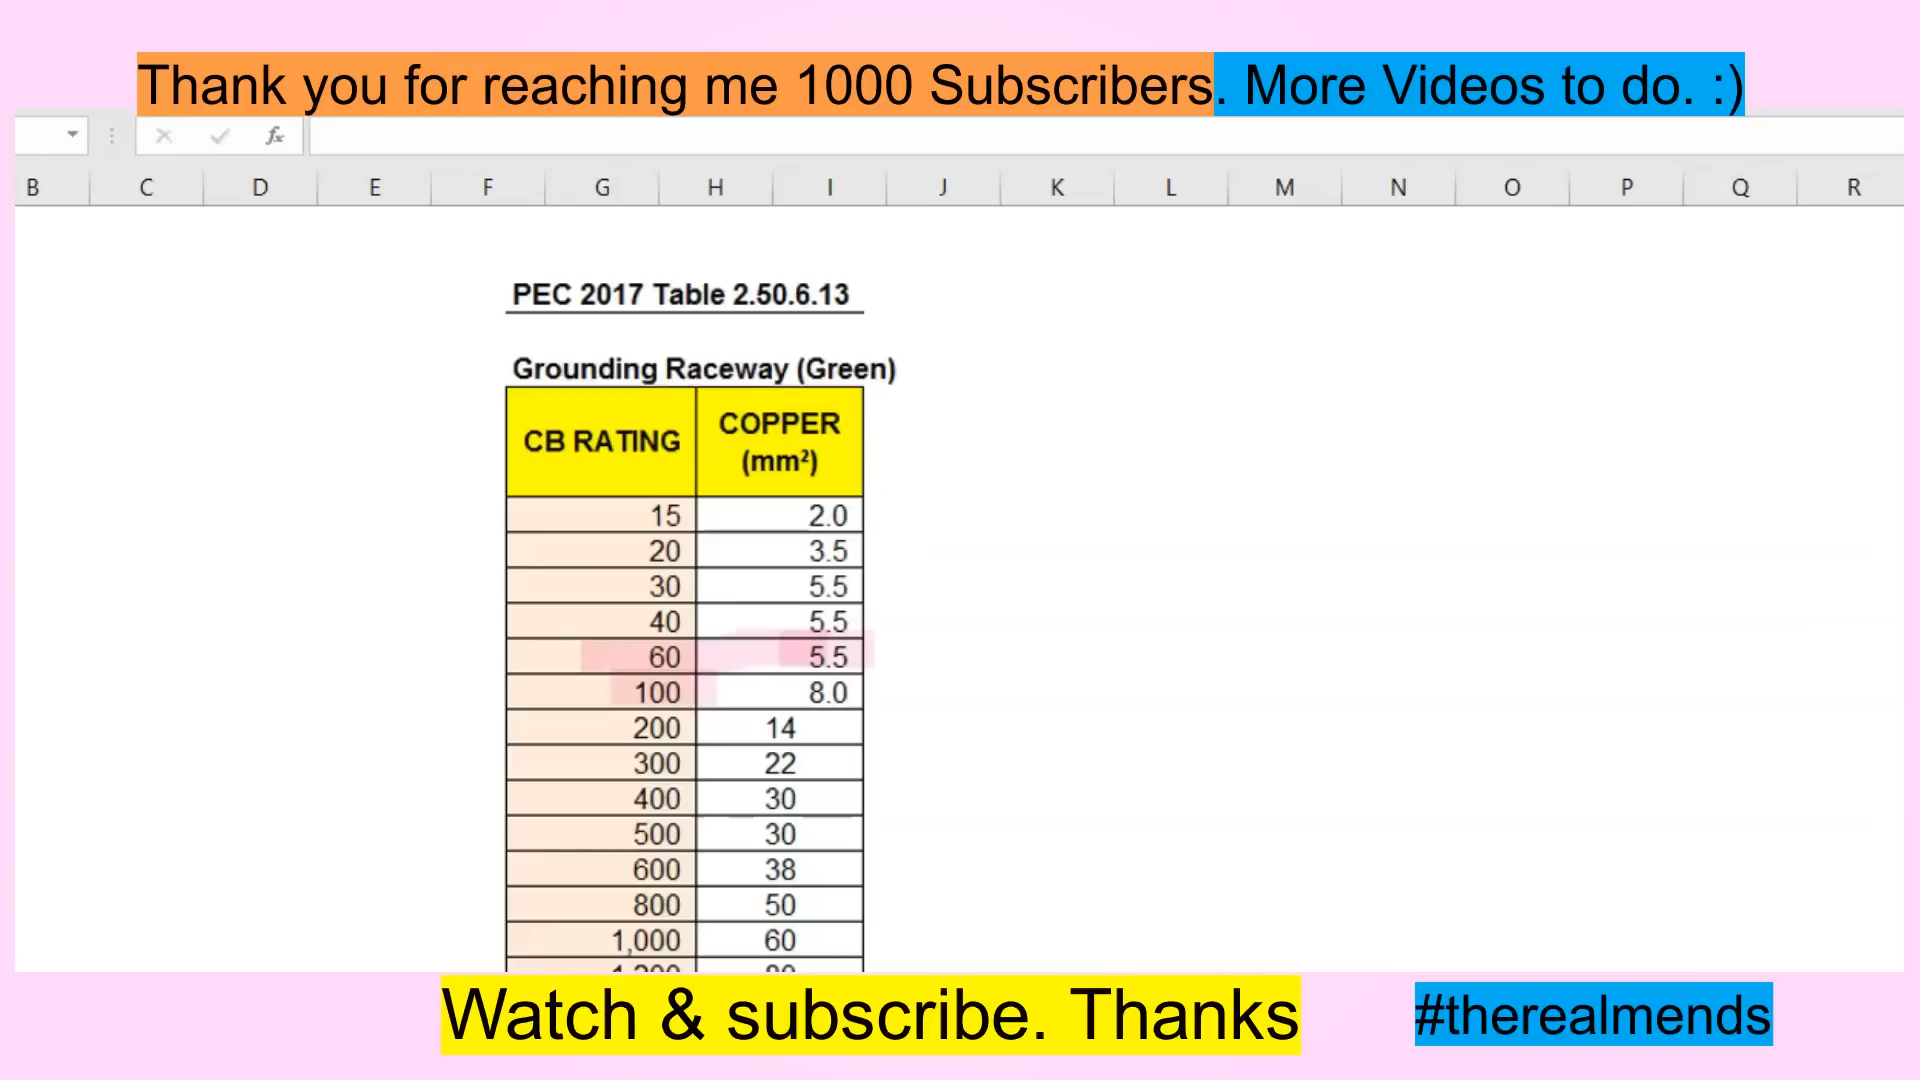 Thank you for reaching me 1000 Subscribers. More Videos to do. :)
fx
B C D E F G H I J K L M N O P Q R
PEC 2017 Table 2.50.6.13
Grounding Raceway (Green)
CB RATING COPPER (mm²)
15 2.0
20 3.5
30 5.5
40 5.5
60 5.5
100 8.0
200 14
300 22
400 30
500 30
600 38
800 50
1,000 60
Watch & subscribe. Thanks #therealmends